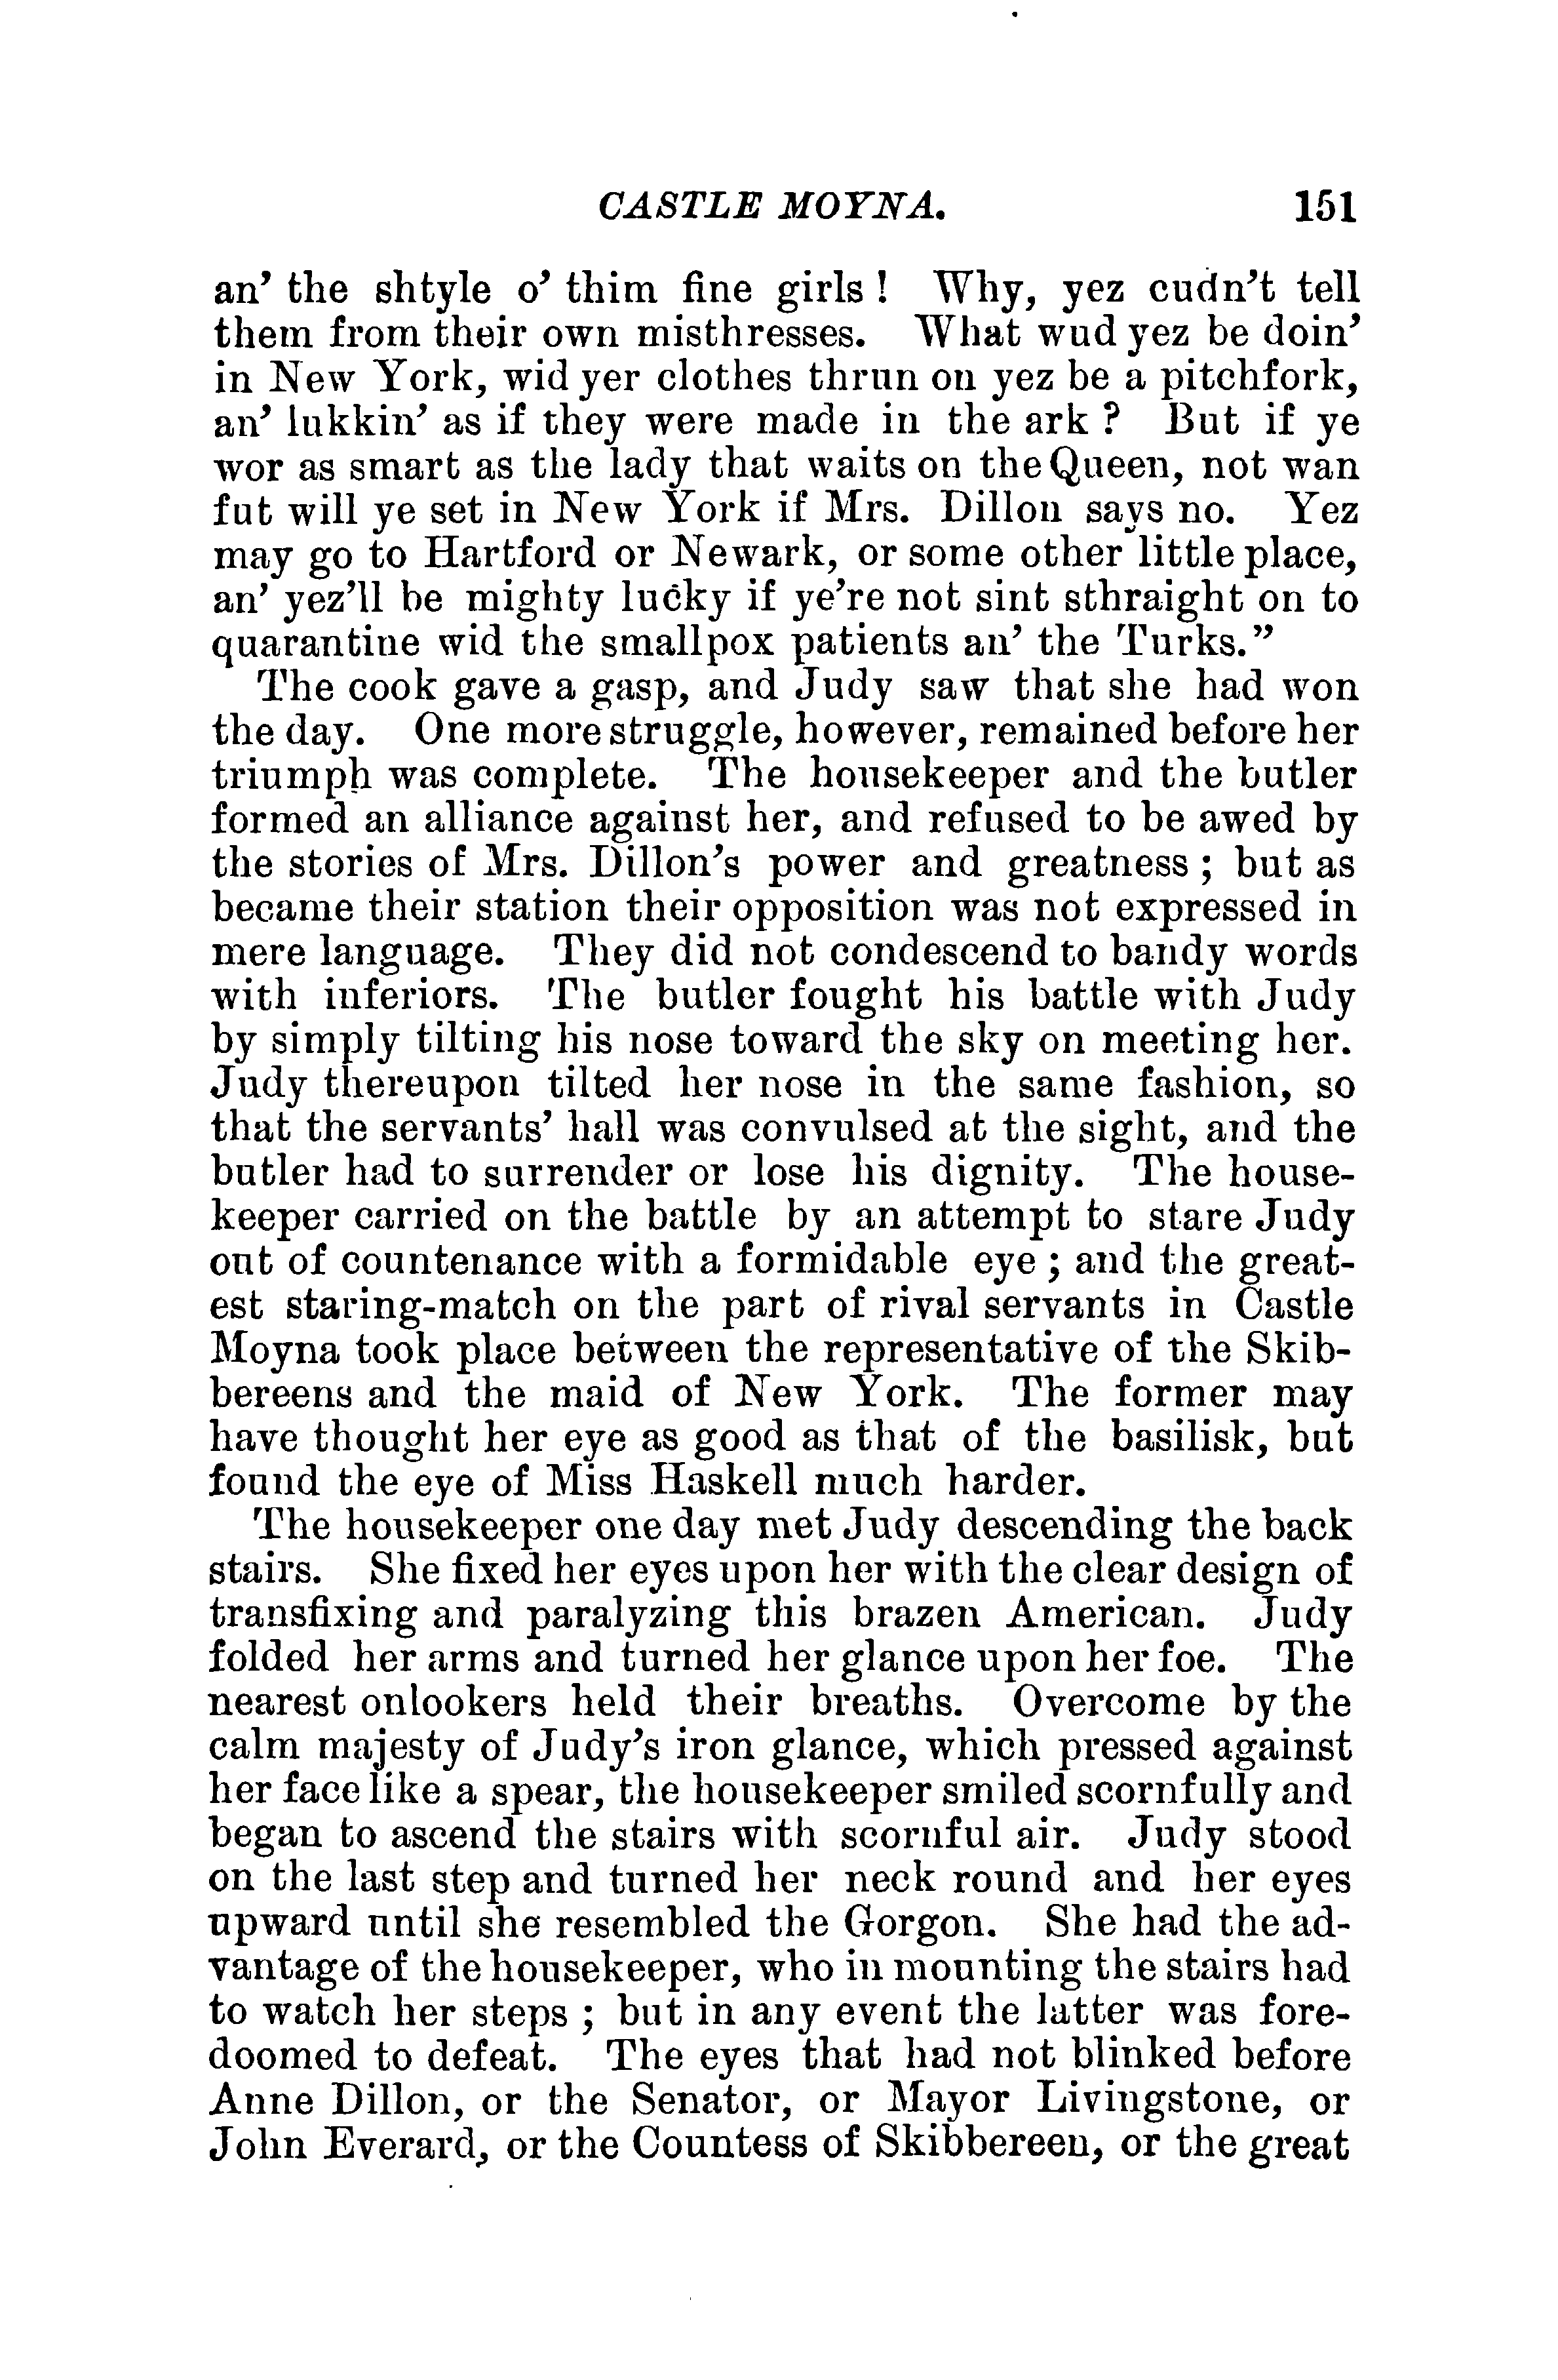 CASTLE MOYNA. 151
an’ the shtyle o’ thim fine girls ! Why, yez cudn’t tell
them from their own misthresses. What wud yez be doin’
in New York, wid yer clothes thrun on yez be a pitchfork,
an’ lukkin’ as if they were made in the ark ? But if ye
wor as smart as the lady that waits on the Queen, not wan
fut will ye set in New York if Mrs. Dillon says no. Yez
may go to Hartford or Newark, or some other little place,
an’ yez’ll be mighty lucky if ye’re not sint sthraight on to
quarantine wid the smallpox patients an’ the Turks.”
The cook gave a gasp, and Judy saw that she had won
the day. One more struggle, however, remained before her
triumph was complete. The housekeeper and the butler
formed an alliance against her, and refused to be awed by
the stories of Mrs. Dillon’s power and greatness ; but as
became their station their opposition was not expressed in
mere language. They did not condescend to bandy words
with inferiors. The butler fought his battle with Judy
by simply tilting his nose toward the sky on meeting her.
Judy thereupon tilted her nose in the same fashion, so
that the servants’ hall was convulsed at the sight, and the
butler had to surrender or lose his dignity. The house-
keeper carried on the battle by an attempt to stare Judy
out of countenance with a formidable eye ; and the great-
est staring-match on the part of rival servants in Castle
Moyna took place between the representative of the Skib-
bereens and the maid of New York. The former may
have thought her eye as good as that of the basilisk, but
found the eye of Miss Haskell much harder.
The housekeeper one day met Judy descending the back
stairs. She fixed her eyes upon her with the clear design of
transfixing and paralyzing this brazen American. Judy
folded her arms and turned her glance upon her foe. The
nearest onlookers held their breaths. Overcome by the
calm majesty of Judy’s iron glance, which pressed against
her face like a spear, the housekeeper smiled scornfully and
began to ascend the stairs with scornful air. Judy stood
on the last step and turned her neck round and her eyes
upward until she resembled the Gorgon. She had the ad-
vantage of the housekeeper, who in mounting the stairs had
to watch her steps ; but in any event the latter was fore-
doomed to defeat. The eyes that had not blinked before
Anne Dillon, or the Senator, or Mayor Livingstone, or
John Everard, or the Countess of Skibbereen, or the great